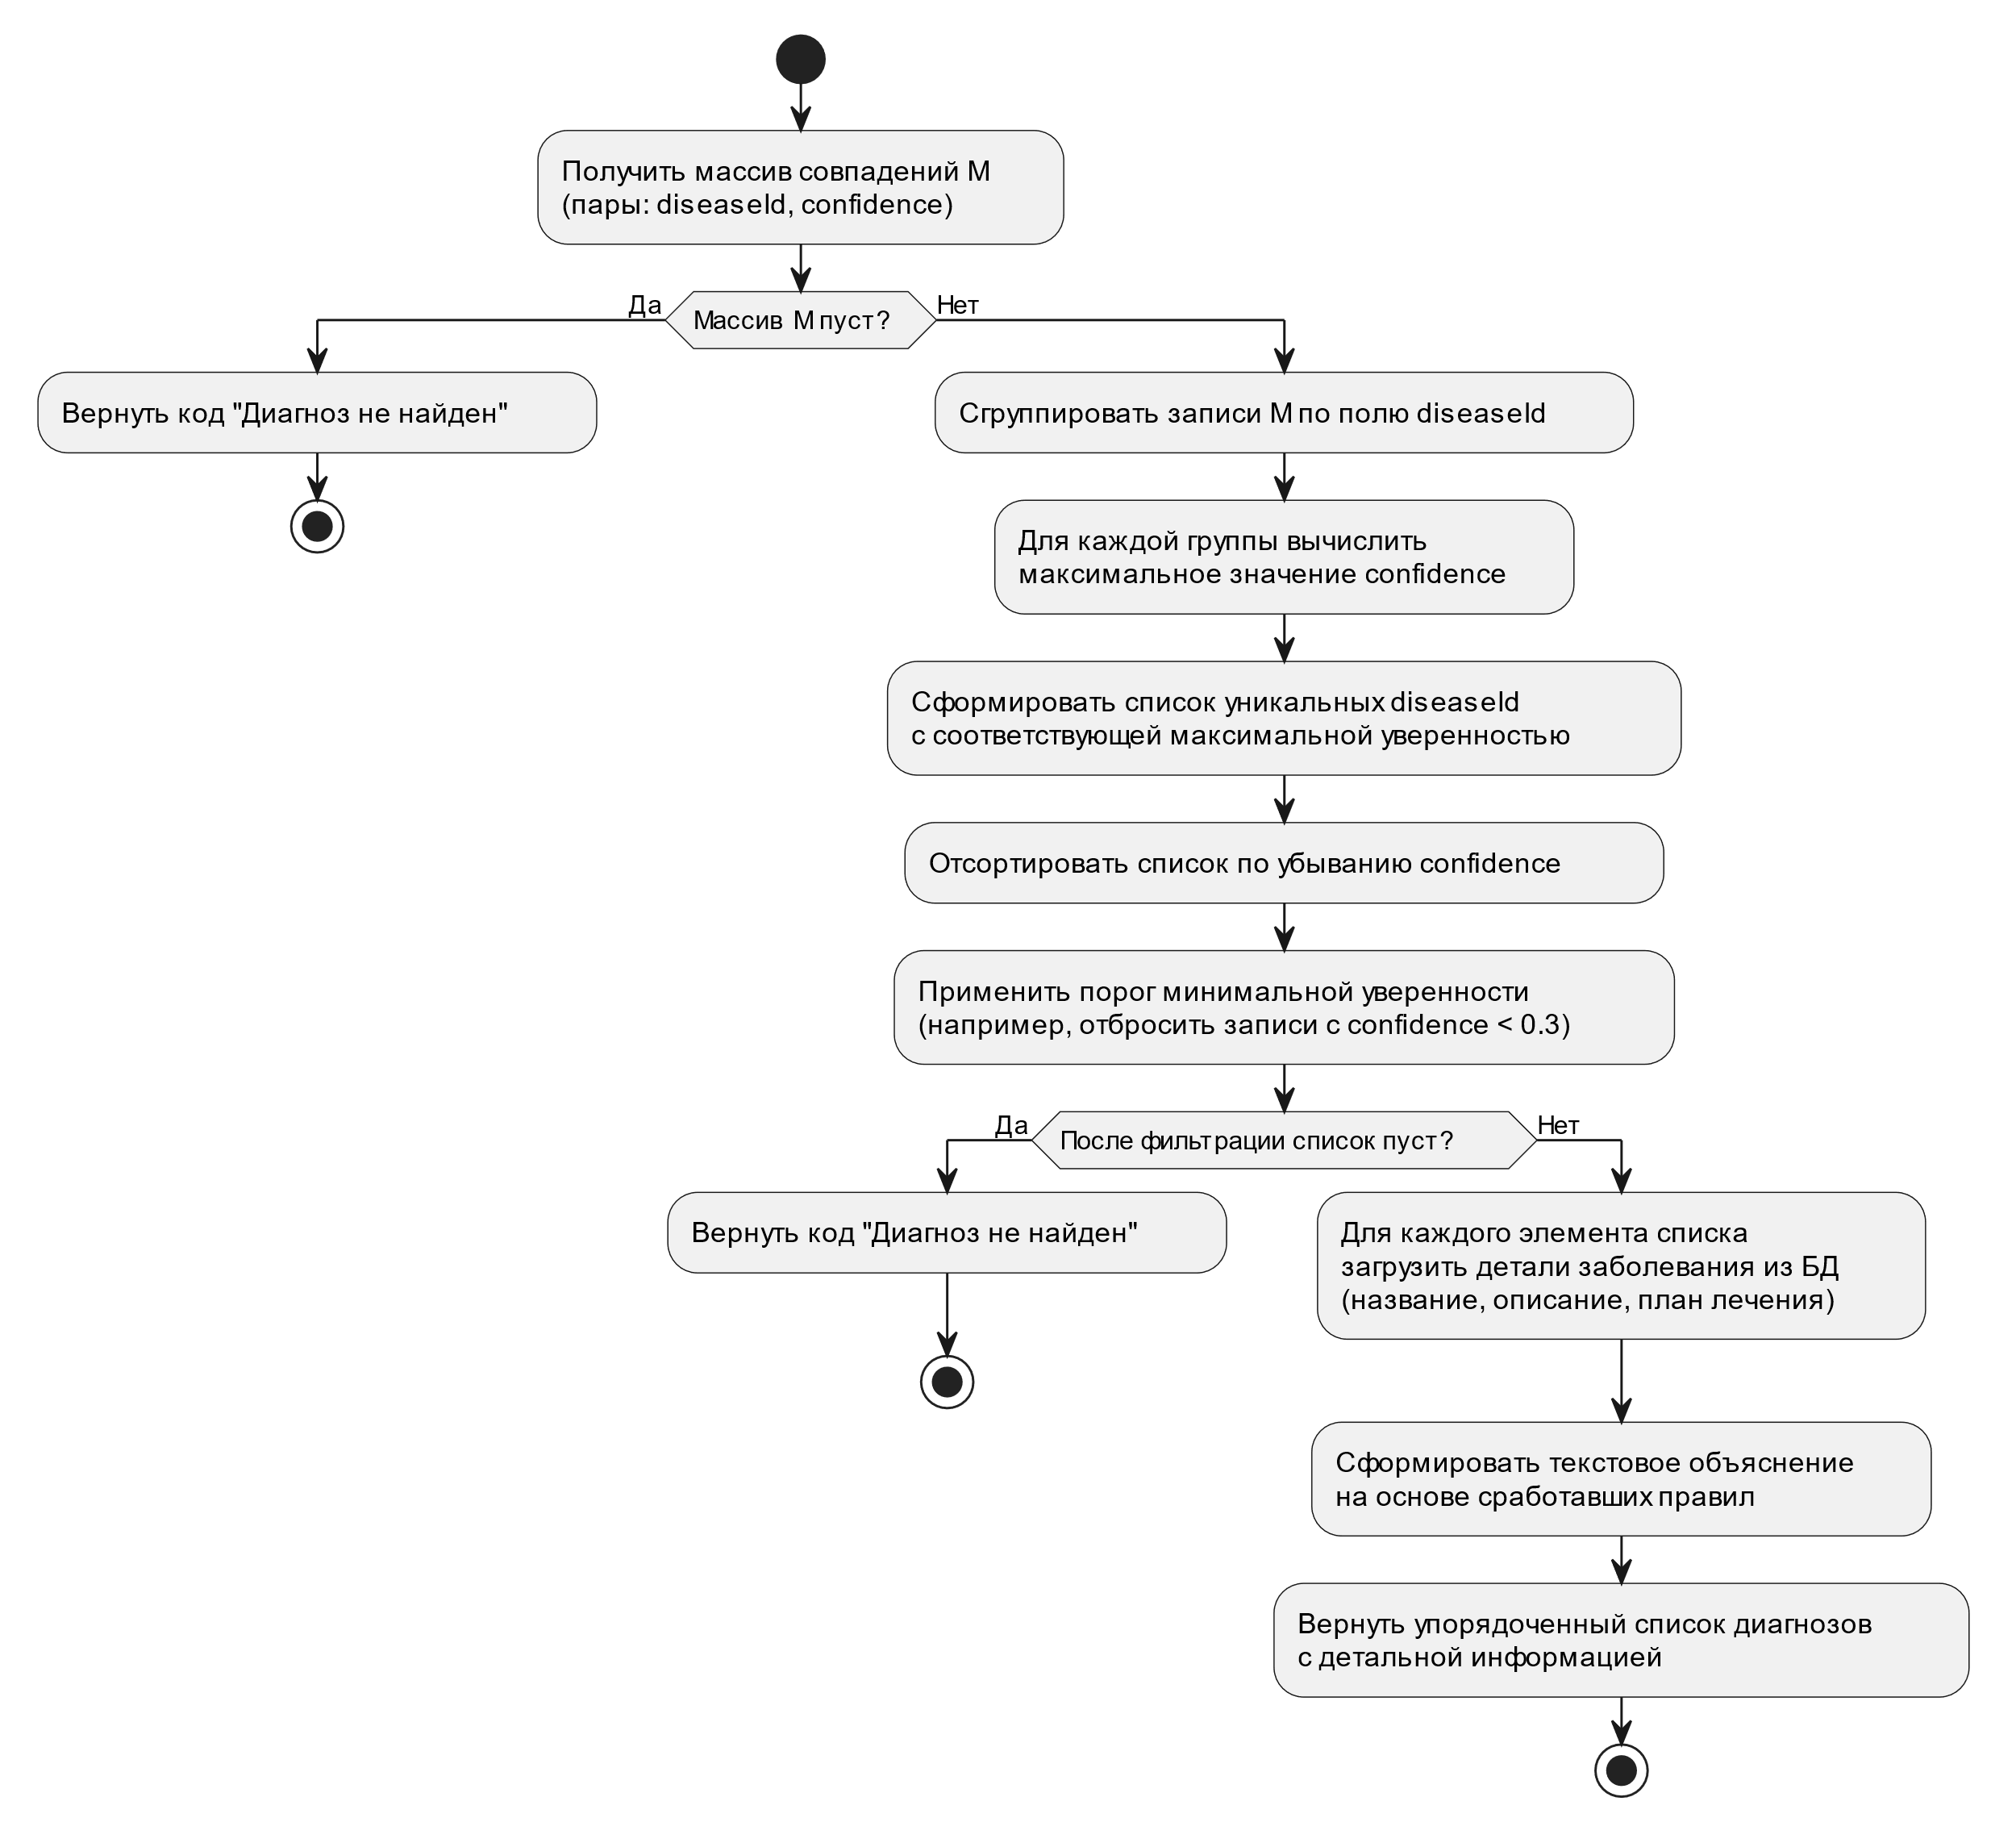 Получить массив совпадений M
(пары: diseaseId, confidence)
Да
Массив M пуст?
Нет
Вернуть код "Диагноз не найден"
Сгруппировать записи M по полю diseaseId
Для каждой группы вычислить
максимальное значение confidence
Сформировать список уникальных diseaseId
с соответствующей максимальной уверенностью
Отсортировать список по убыванию confidence
Применить порог минимальной уверенности
(например, отбросить записи с confidence < 0.3)
Да
После фильтрации список пуст?
Нет
Вернуть код "Диагноз не найден"
Для каждого элемента списка
загрузить детали заболевания из БД
(название, описание, план лечения)
Сформировать текстовое объяснение
на основе сработавших правил
Вернуть упорядоченный список диагнозов
с детальной информацией